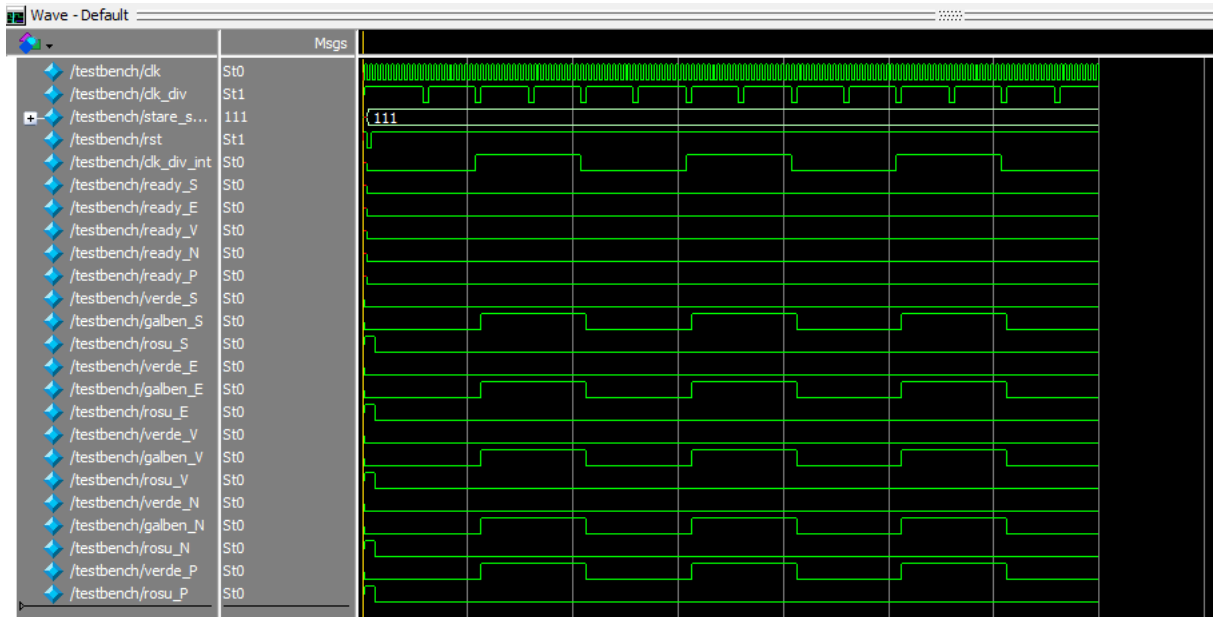 Wave - Default
Msgs
/testbench/clk St0
/testbench/clk_div St1
/testbench/stare_s... 111 111
/testbench/rst St1
/testbench/clk_div_int St0
/testbench/ready_S St0
/testbench/ready_E St0
/testbench/ready_V St0
/testbench/ready_N St0
/testbench/ready_P St0
/testbench/verde_S St0
/testbench/galben_S St0
/testbench/rosu_S St0
/testbench/verde_E St0
/testbench/galben_E St0
/testbench/rosu_E St0
/testbench/verde_V St0
/testbench/galben_V St0
/testbench/rosu_V St0
/testbench/verde_N St0
/testbench/galben_N St0
/testbench/rosu_N St0
/testbench/verde_P St0
/testbench/rosu_P St0